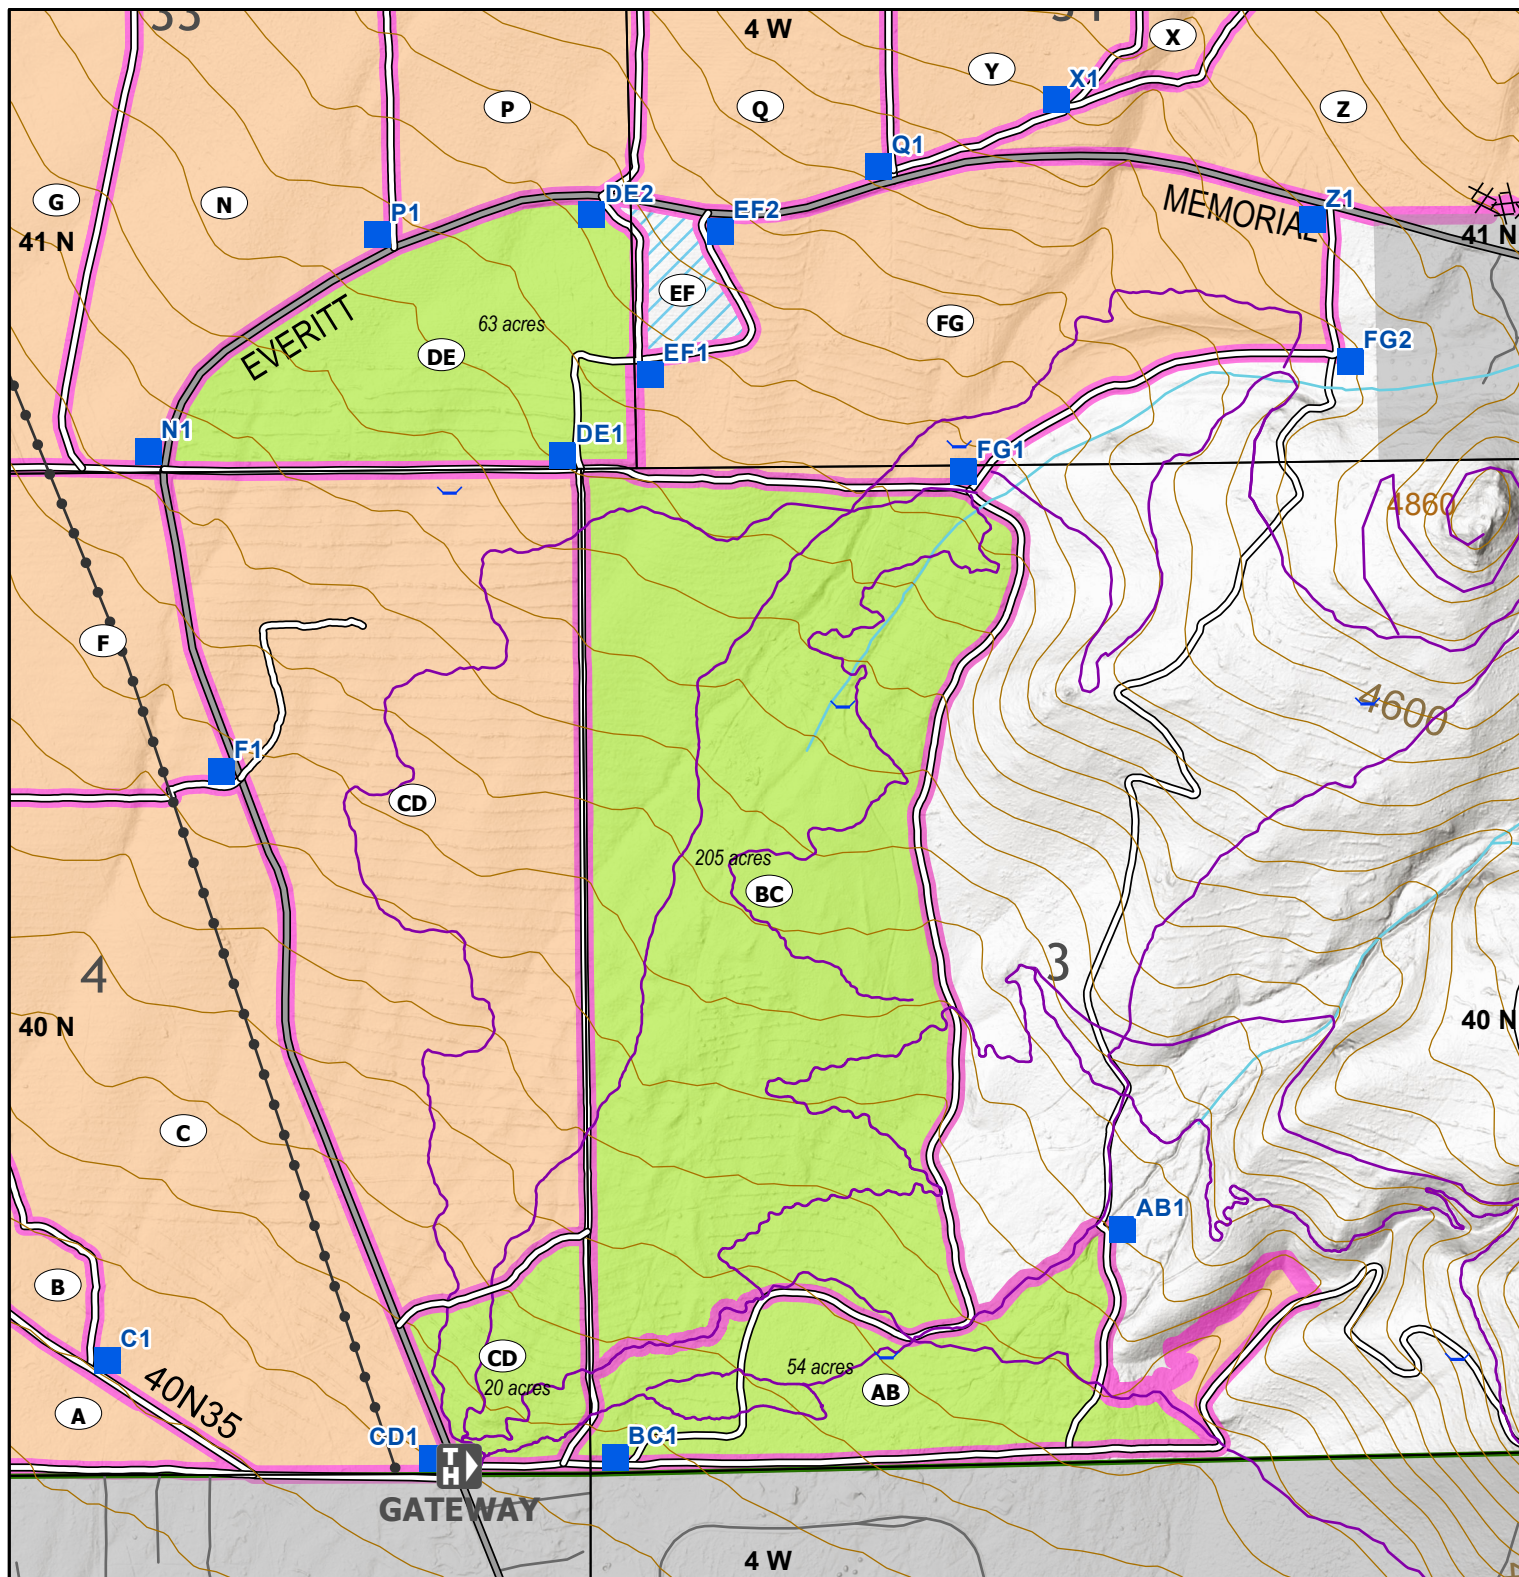 4 W
X
Y
X1
P
Q
Z
Q1
G
N
DE2
EF2
P1
MEMORIAL
Z1
41 N
41 N
EF
63 acres
FG
EVERITT
DE
EF1
FG2
N1
DE1
FG1
4860
F
4600
F1
CD
205 acres
BC
3
4
40 N
40 N
C
AB1
B
C1
CD
20 acres
54 acres
AB
40N35
A
CD1
BC1
T
H
GATEWAY
4 W